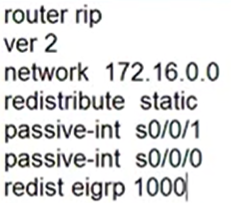 router rip
ver 2
network 172.16.0.0
redistribute static
passive-int s0/0/1
passive-int s0/0/0
redist eigrp 1000